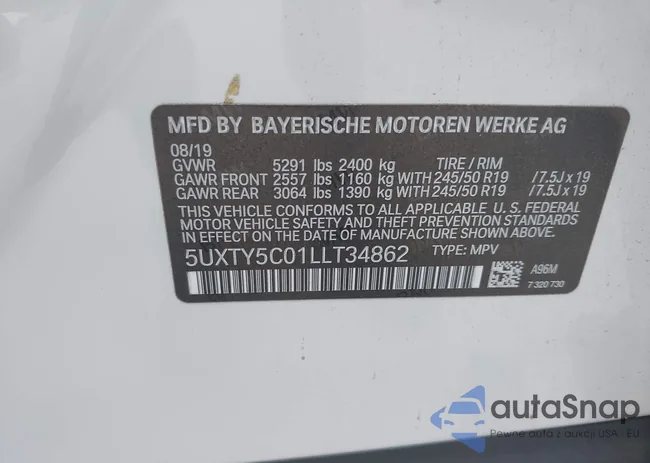 MFD BY BAYERISCHE MOTOREN WERKE AG
08/19
GVWR 5291 lbs 2400 kg TIRE / RIM
GAWR FRONT 2557 lbs 1160 kg WITH 245/50 R19 /7.5J x 19
GAWR REAR 3064 lbs 1390 kg WITH 245/50 R19 /7.5J x 19
THIS VEHICLE CONFORMS TO ALL APPLICABLE U. S. FEDERAL
MOTOR VEHICLE SAFETY AND THEFT PREVENTION STANDARDS
IN EFFECT ON THE DATE OF MANUFACTURE SHOWN ABOVE.
5UXTY5C01LLT34862 TYPE: MPV
A96M
7 320 730
autaSnap
Pewne auta z aukcji USA - EU